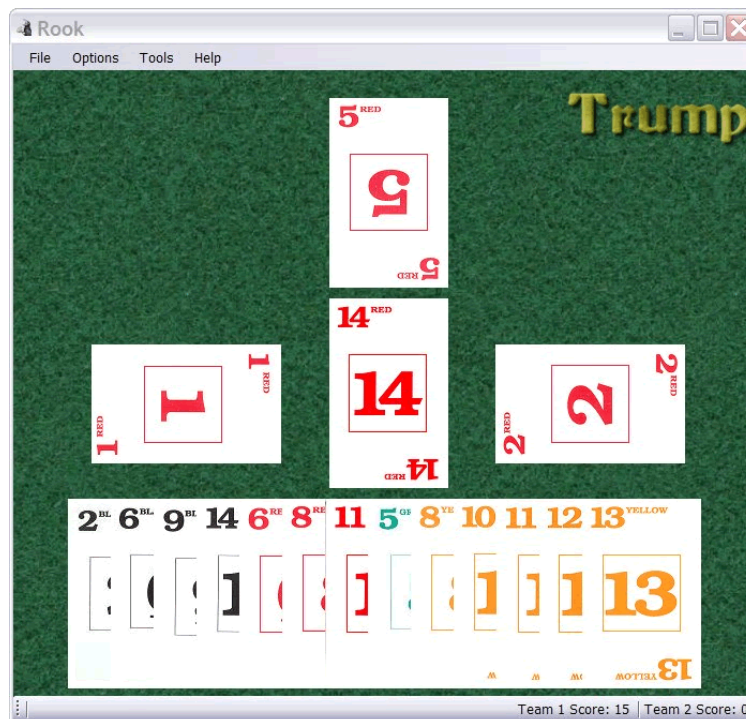 Rook
File Options Tools Help
Trump
5 RED
5
5 RED
14 RED
14
14 RED
1 RED
1
1 RED
2 RED
2
2 RED
2 BL 6 BL 9 BL 14 6 RE 8 RE 11 5 GR 8 YE 10 11 12 13 YELLOW
13
13 YELLOW
Team 1 Score: 15 Team 2 Score: 0